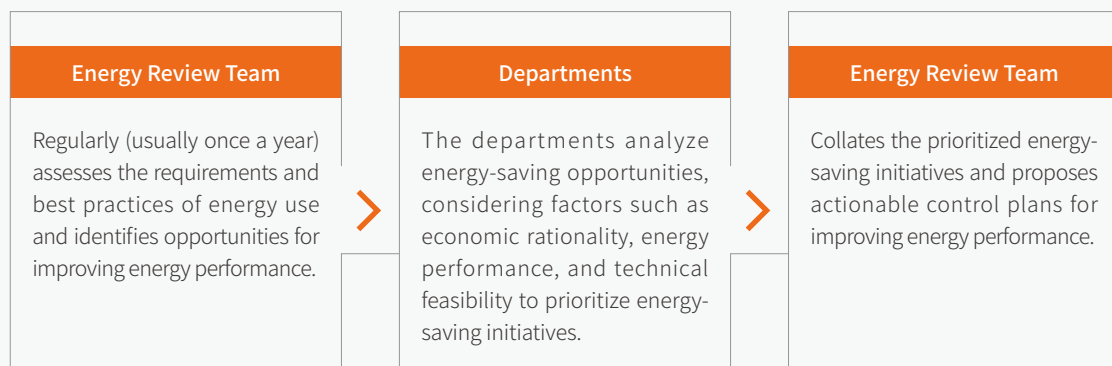 Energy Review Team
Regularly (usually once a year)
assesses the requirements and
best practices of energy use
and identifies opportunities for
improving energy performance.
Departments
The departments analyze
energy-saving opportunities,
considering factors such as
economic rationality, energy
performance, and technical
feasibility to prioritize energy-
saving initiatives.
Energy Review Team
Collates the prioritized energy-
saving initiatives and proposes
actionable control plans for
improving energy performance.